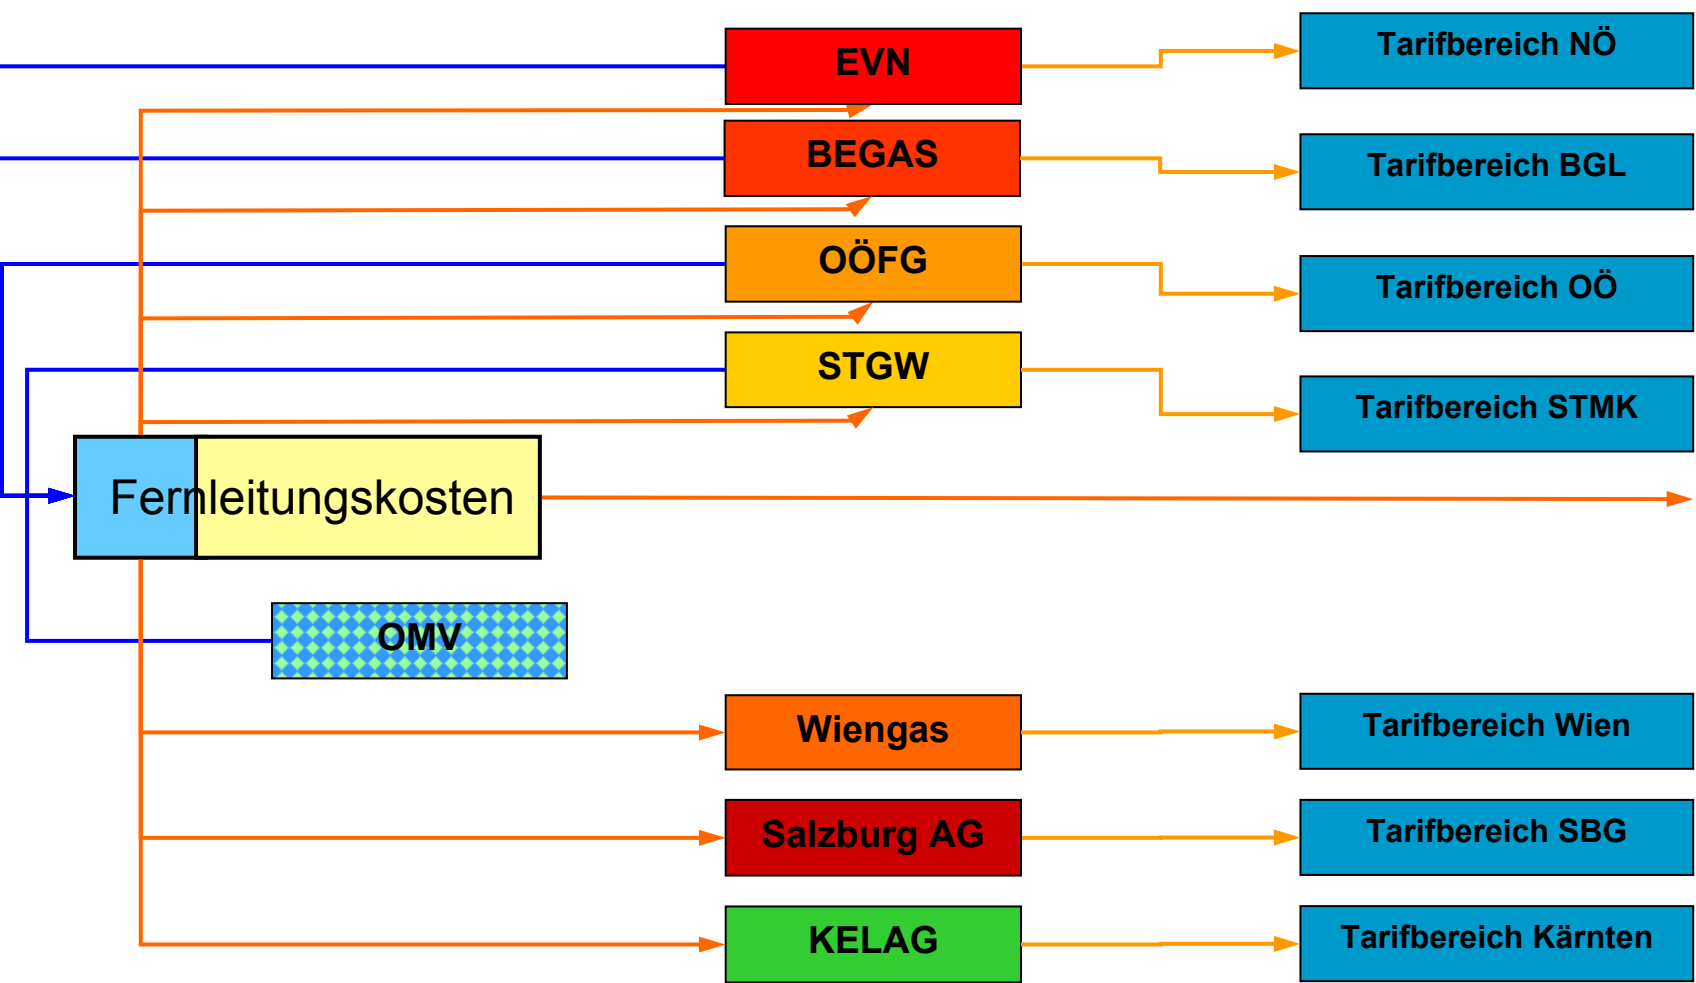 EVN
Tarifbereich NÖ
BEGAS
Tarifbereich BGL
OÖFG
Tarifbereich OÖ
STGW
Tarifbereich STMK
Fernleitungskosten
OMV
Wiengas
Tarifbereich Wien
Salzburg AG
Tarifbereich SBG
KELAG
Tarifbereich Kärnten